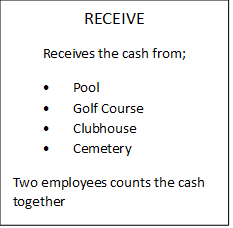 RECEIVE
Receives the cash from;
• Pool
• Golf Course
• Clubhouse
• Cemetery
Two employees counts the cash
together